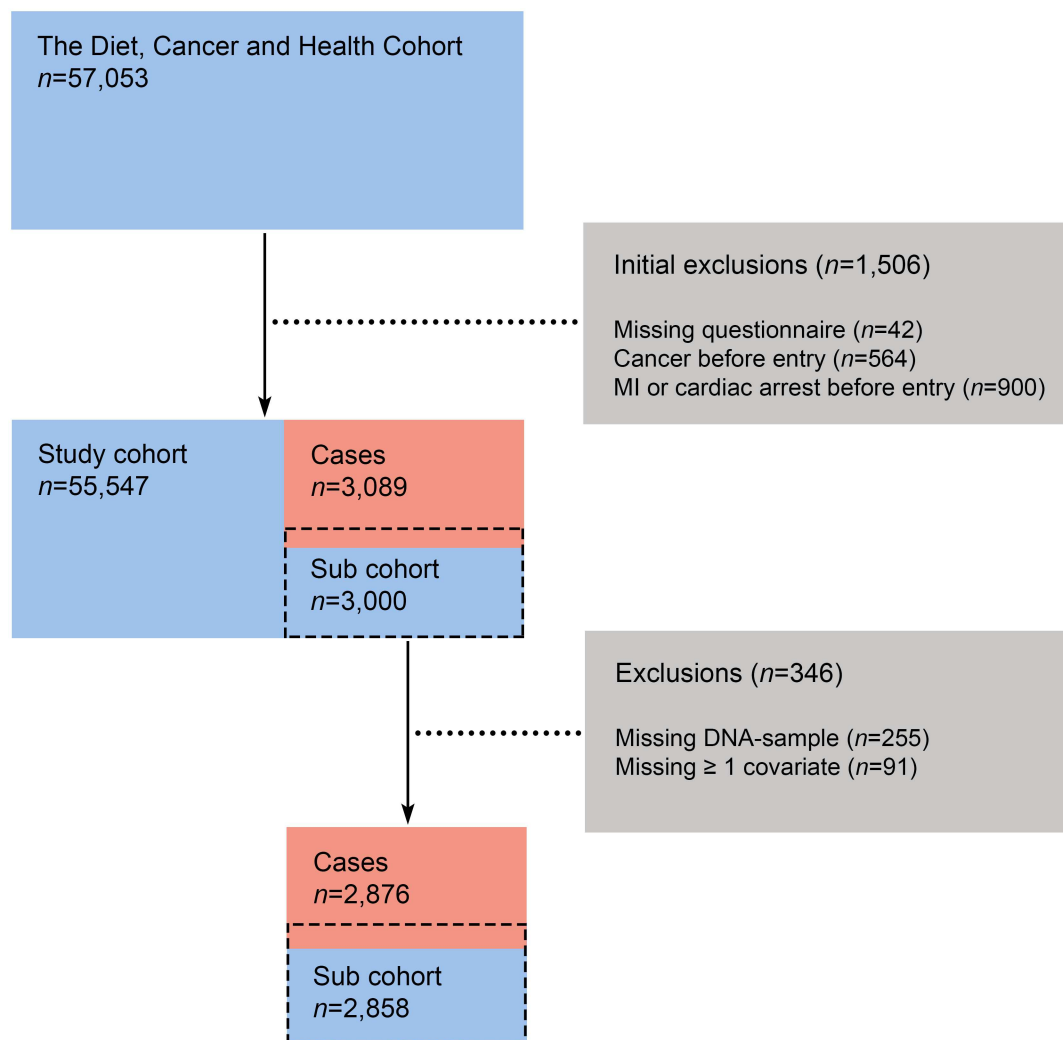 The Diet, Cancer and Health Cohort
n=57,053
Initial exclusions (n=1,506)
Missing questionnaire (n=42)
Cancer before entry (n=564)
MI or cardiac arrest before entry (n=900)
Study cohort
n=55,547
Cases
n=3,089
Sub cohort
n=3,000
Exclusions (n=346)
Missing DNA-sample (n=255)
Missing ≥ 1 covariate (n=91)
Cases
n=2,876
Sub cohort
n=2,858